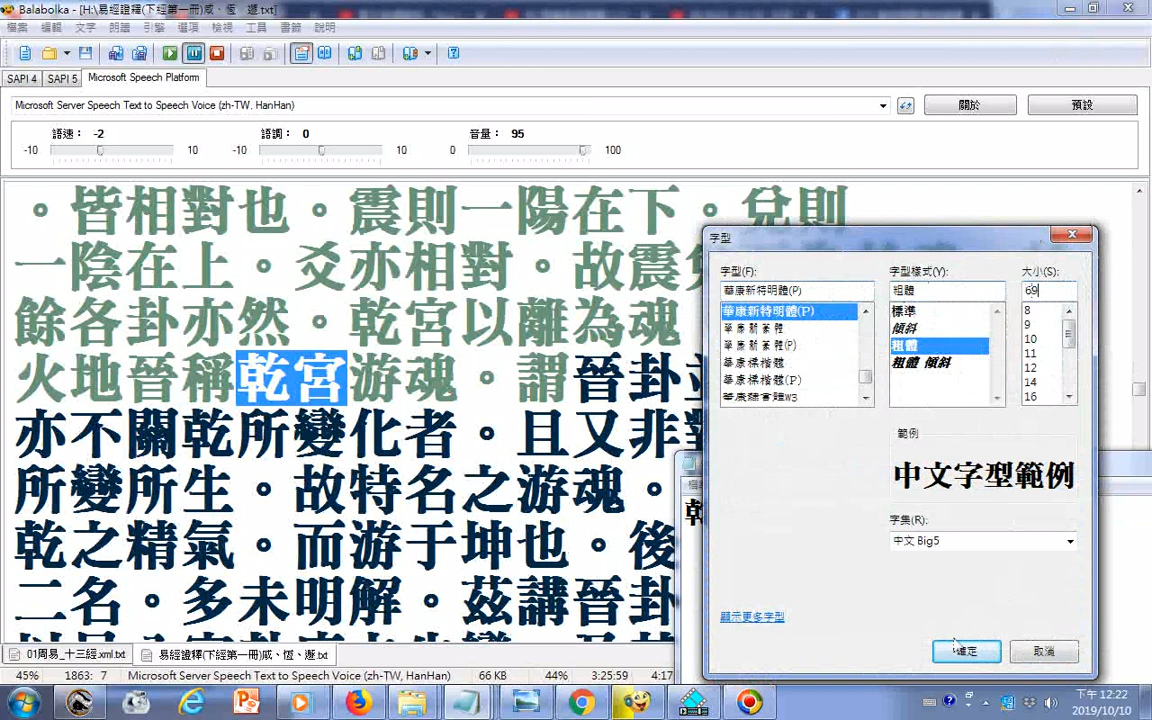 Balabolka - [H:\易經證釋(下經第一冊)咸、恆、遯.txt]
檔案 編輯 文字 朗讀 引擎 選項 檢視 工具 書籤 說明
SAPI 4 SAPI 5 Microsoft Speech Platform
Microsoft Server Speech Text to Speech Voice (zh-TW, HanHan) 關於 預設
語速： -2 語調： 0 音量： 95
-10 10 -10 10 0 100
。皆相對也。震則一陽在下。兌則
一陰在上。爻亦相對。故震
餘各卦亦然。乾宮以離為魂
火地晉稱乾宮游魂。謂晉卦
亦不關乾所變化者。且又非
所變所生。故特名之游魂。
乾之精氣。而游于坤也。後
二名。多未明解。茲講晉卦
字型
字型(F): 字型樣式(Y): 大小(S):
華康新特明體(P) 粗體 69
華康新特明體(P) 標準 8
華康新篆體 傾斜 9
華康新篆體(P) 粗體 10
華康標楷體 粗體 傾斜 11
華康標楷體(P) 12
14
16
範例
中文字型範例
字集(R):
中文 Big5
顯示更多字型
確定 取消
乾
01周易_十三經.xml.txt 易經證釋(下經第一冊)咸、恆、遯.txt
45% 1863: 7 Microsoft Server Speech Text to Speech Voice (zh-TW, HanHan) 66 KB 44% 3:25:59 4:17
下午 12:22
2019/10/10